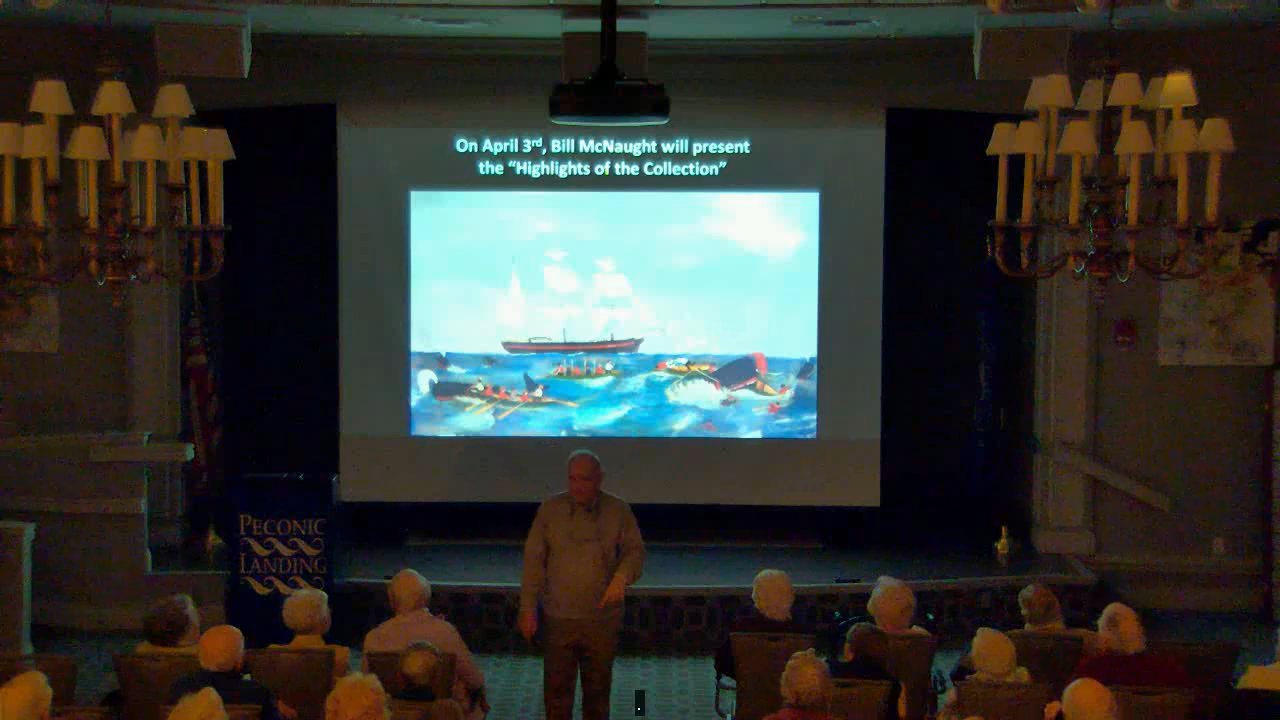 On April 3rd, Bill McNaught will present
the “Highlights of the Collection”
PECONIC
LANDING